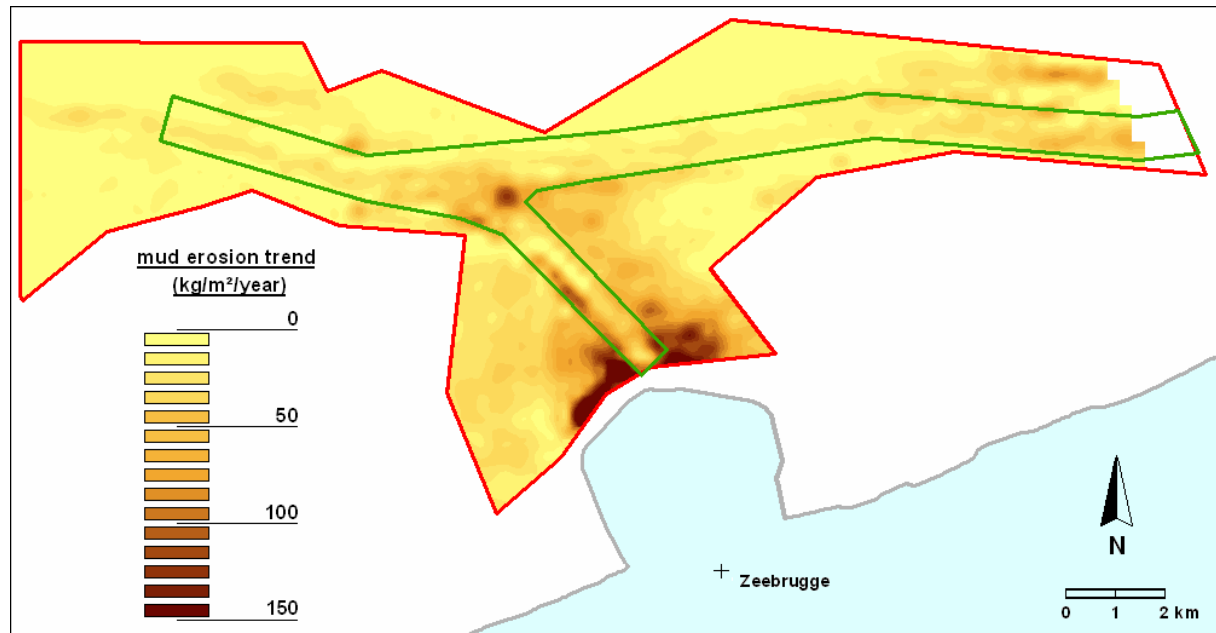 mud erosion trend
(kg/m²/year)
0
50
100
150
Zeebrugge
N
0 1 2 km